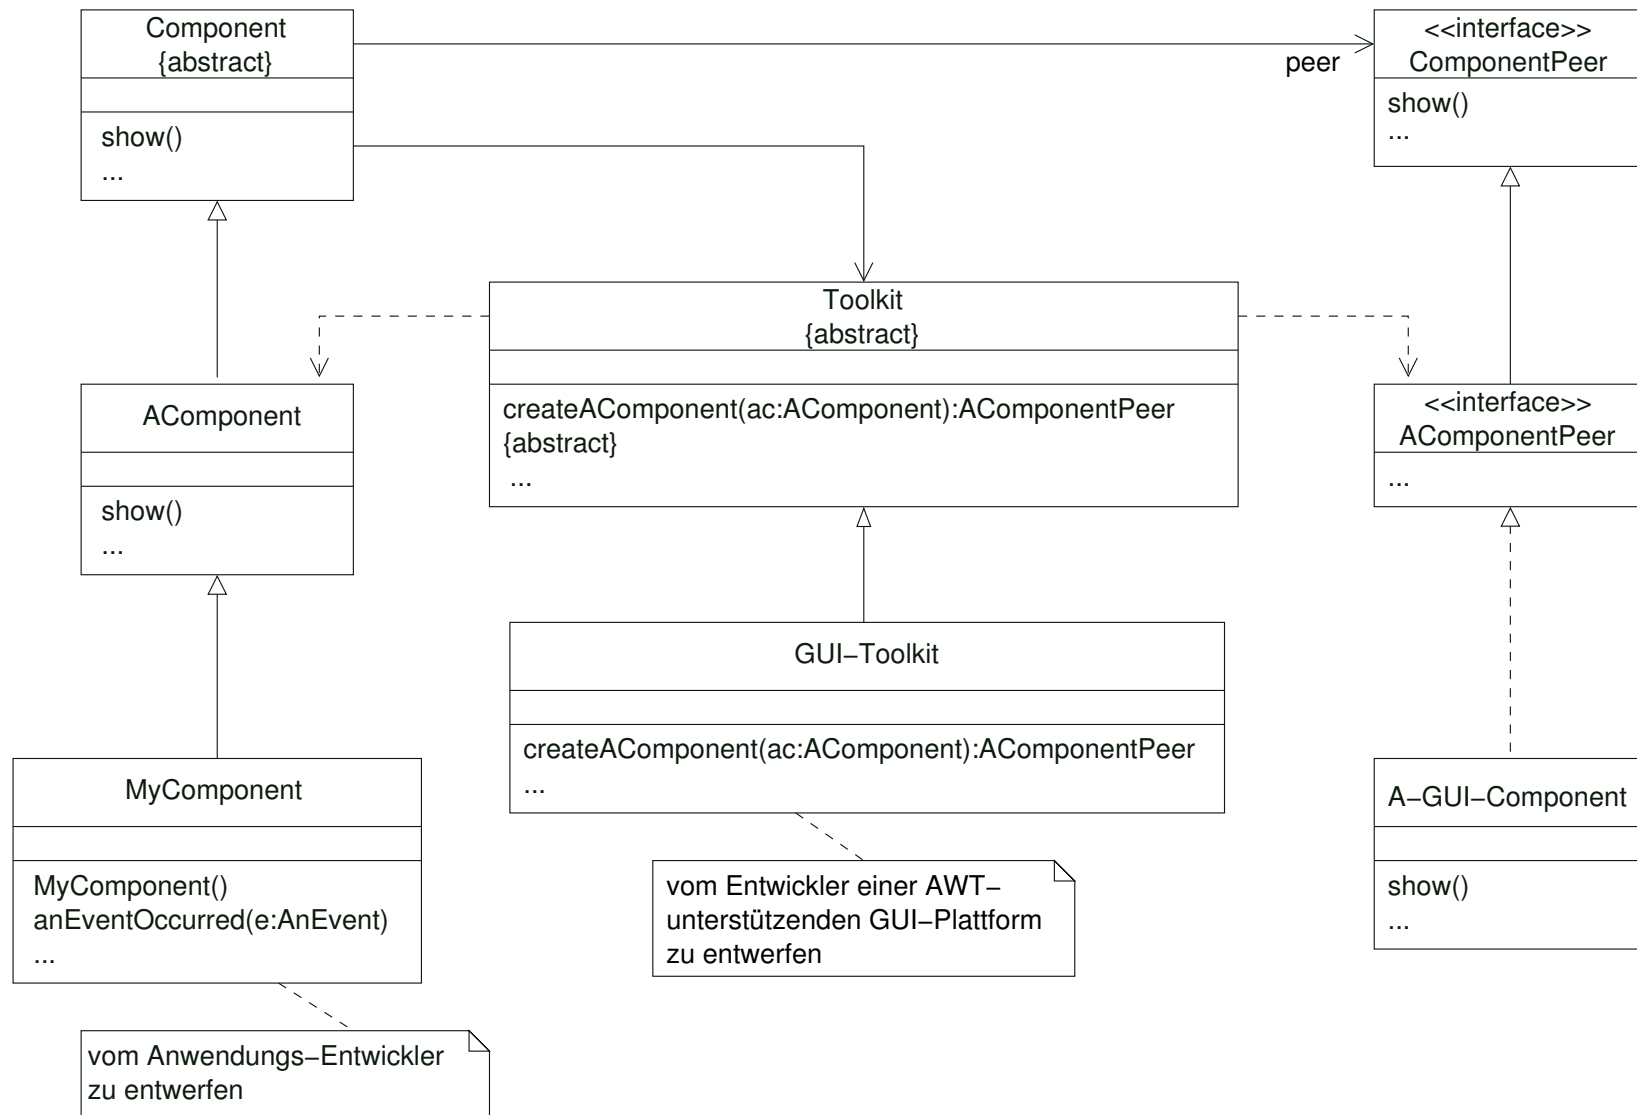 Component
{abstract}
show()
...
peer
<<interface>>
ComponentPeer
show()
...
Toolkit
{abstract}
createAComponent(ac:AComponent):AComponentPeer
{abstract}
...
AComponent
show()
...
<<interface>>
AComponentPeer
...
GUI–Toolkit
createAComponent(ac:AComponent):AComponentPeer
...
MyComponent
MyComponent()
anEventOccurred(e:AnEvent)
...
A–GUI–Component
show()
...
vom Entwickler einer AWT–
unterstützenden GUI–Plattform
zu entwerfen
vom Anwendungs–Entwickler
zu entwerfen